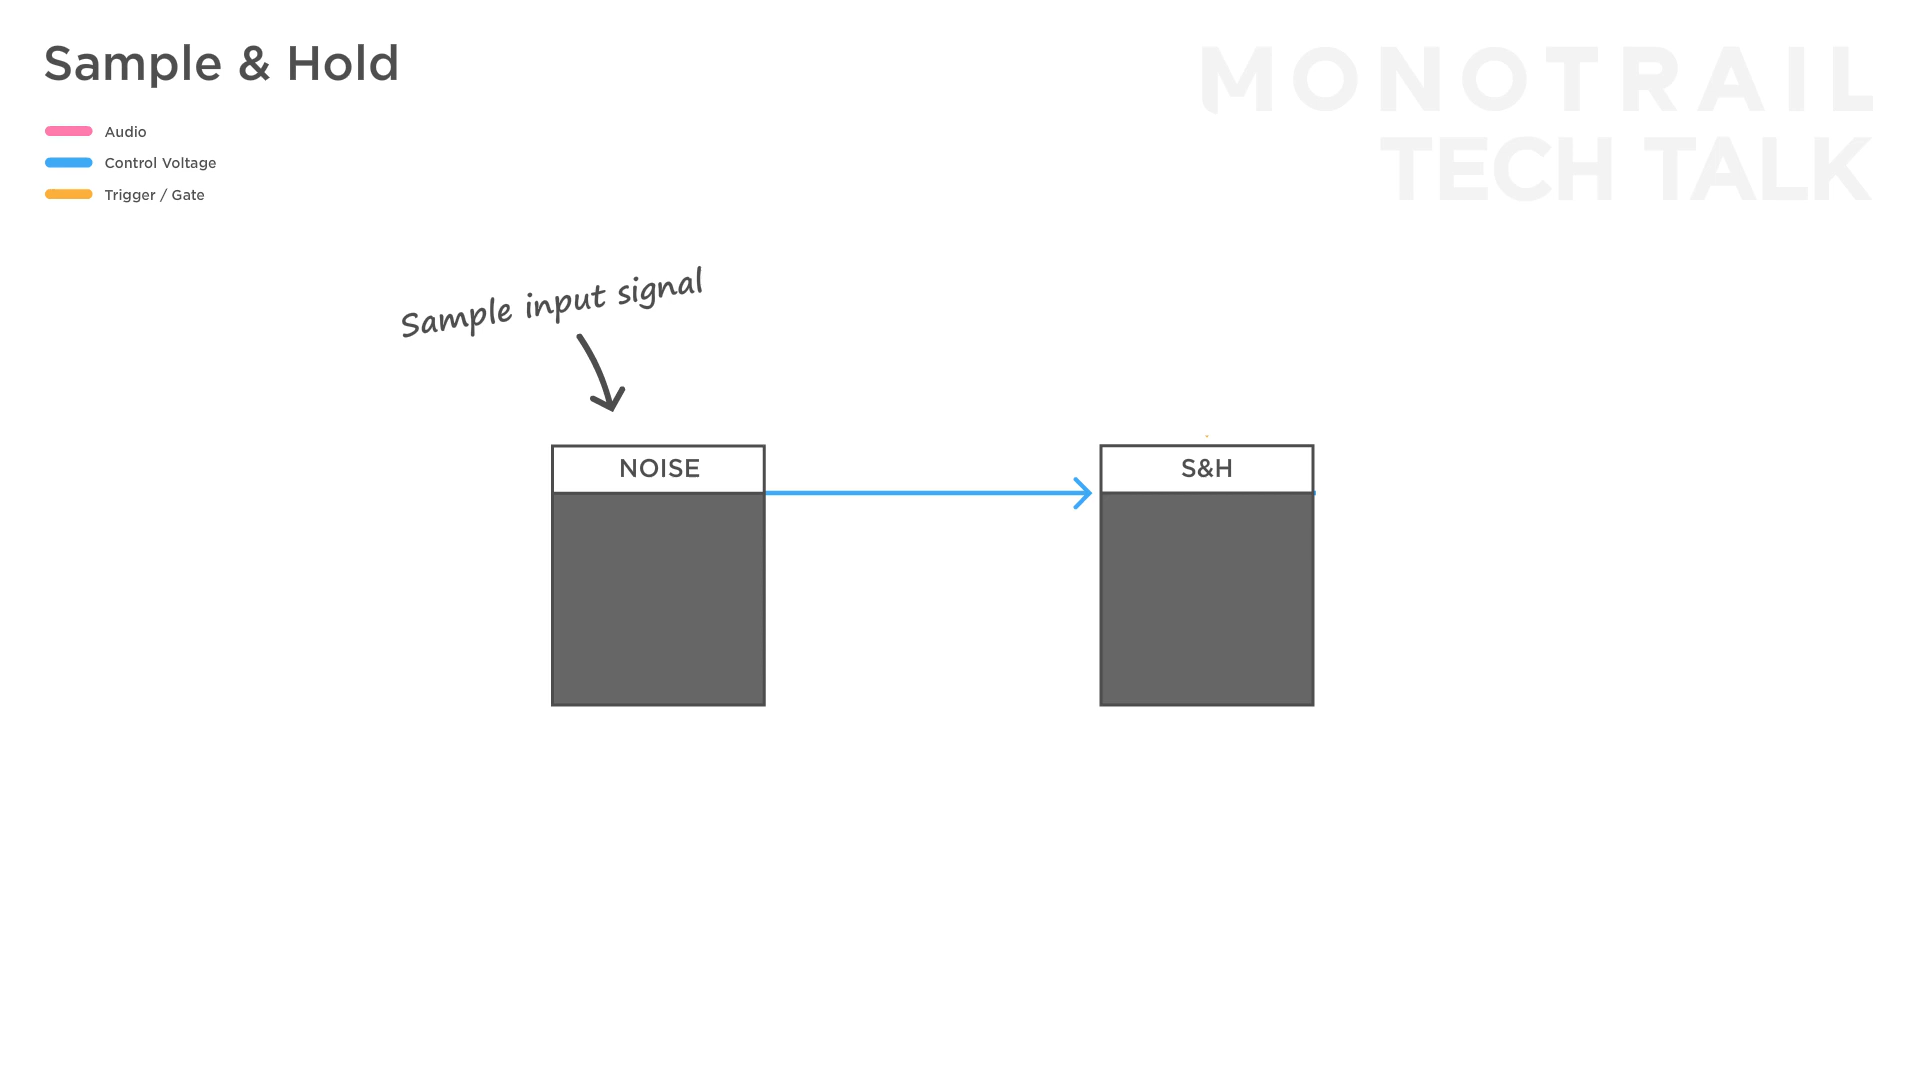 Sample & Hold
MONOTRAIL
TECH TALK
Audio
Control Voltage
Trigger / Gate
Sample input signal
NOISE
S&H